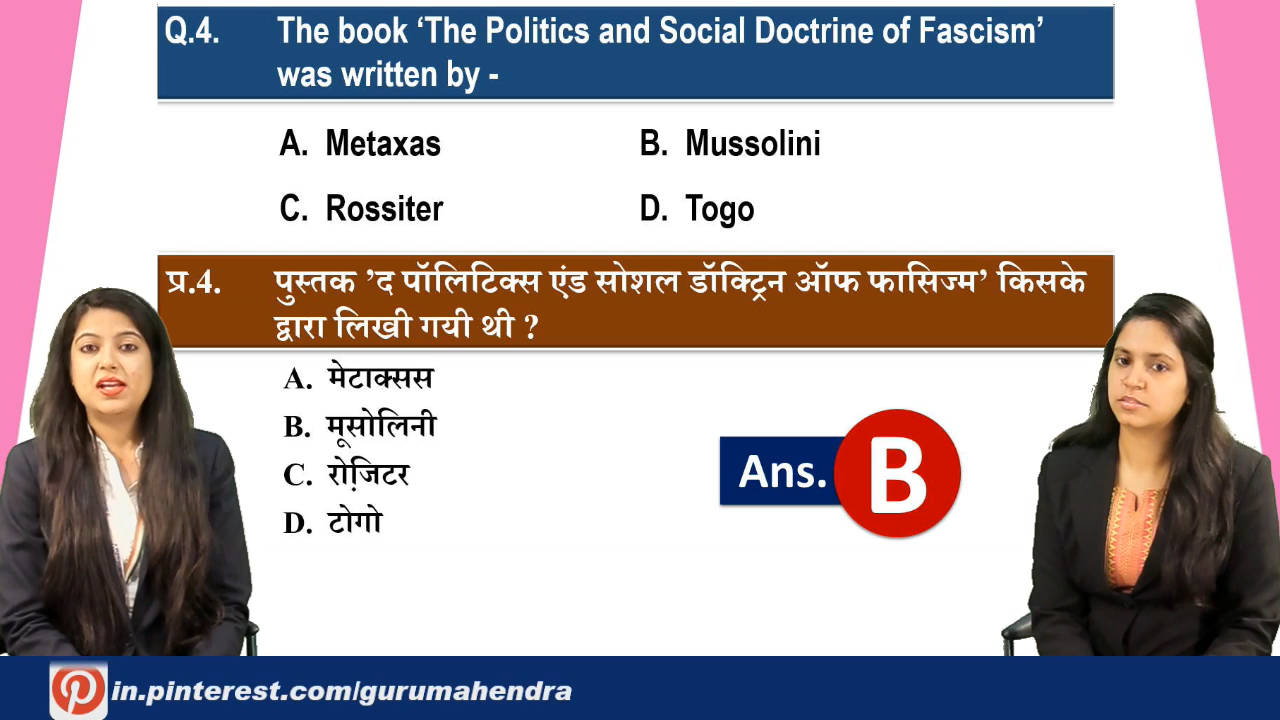 Q.4. The book ‘The Politics and Social Doctrine of Fascism’
was written by -
A. Metaxas B. Mussolini
C. Rossiter D. Togo
प्र.4. पुस्तक ’द पॉलिटिक्स एंड सोशल डॉक्ट्रिन ऑफ फासिज्म’ किसके
द्वारा लिखी गयी थी ?
A. मेटाक्सस
B. मूसोलिनी
C. रोज़िटर
D. टोगो
Ans. B
in.pinterest.com/gurumahendra